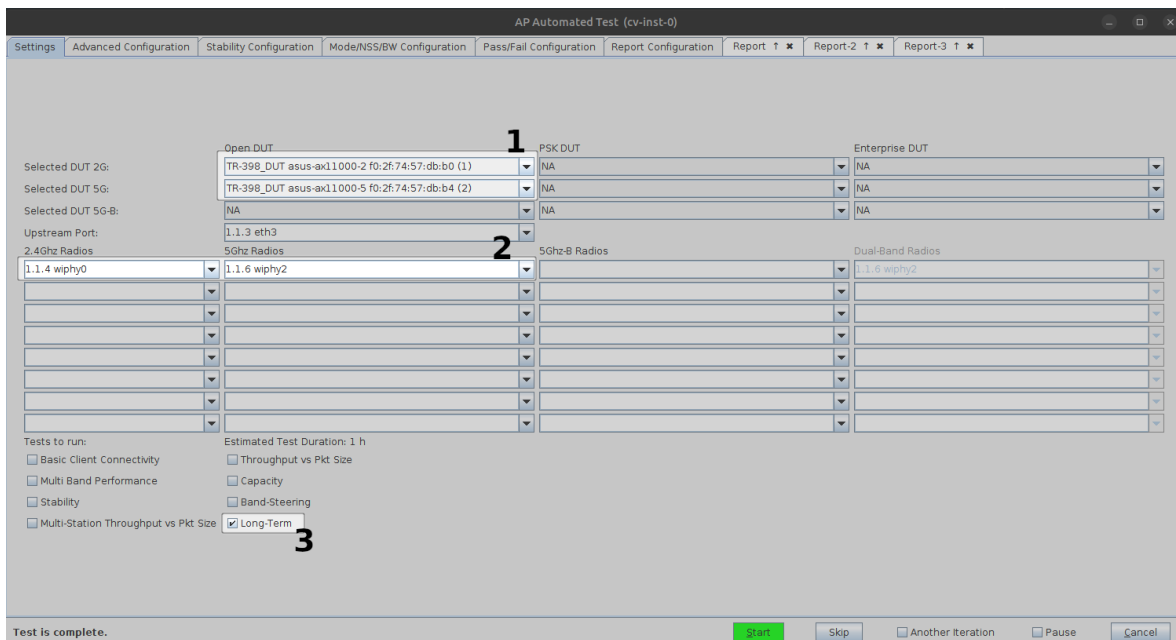 AP Automated Test (cv-inst-0)
Settings Advanced Configuration Stability Configuration Mode/NSS/BW Configuration Pass/Fail Configuration Report Configuration Report ↑ ✖ Report-2 ↑ ✖ Report-3 ↑ ✖
1
Open DUT PSK DUT Enterprise DUT
Selected DUT 2G: TR-398_DUT asus-ax11000-2 f0:2f:74:57:db:b0 (1) NA NA
Selected DUT 5G: TR-398_DUT asus-ax11000-5 f0:2f:74:57:db:b4 (2) NA NA
Selected DUT 5G-B: NA NA NA
Upstream Port: 1.1.3 eth3
2
2.4Ghz Radios 5Ghz Radios 5Ghz-B Radios Dual-Band Radios
1.1.4 wiphy0 1.1.6 wiphy2 1.1.6 wiphy2
Tests to run: Estimated Test Duration: 1 h
Basic Client Connectivity Throughput vs Pkt Size
Multi Band Performance Capacity
Stability Band-Steering
Multi-Station Throughput vs Pkt Size Long-Term
3
Test is complete. Start Skip Another Iteration Pause Cancel